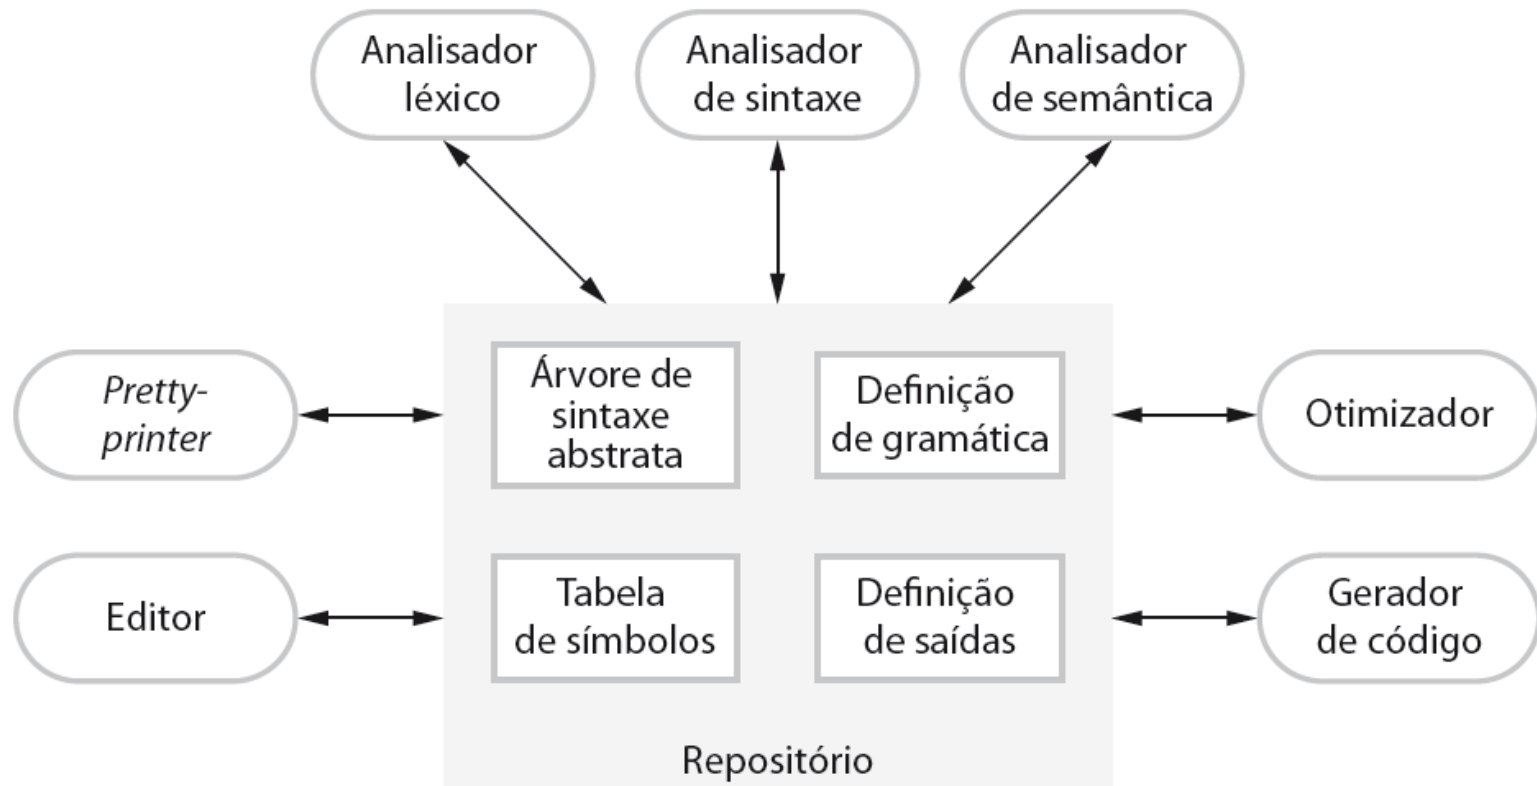 Analisador
léxico
Analisador
de sintaxe
Analisador
de semântica
Pretty-
printer
Árvore de
sintaxe
abstrata
Definição
de gramática
Otimizador
Editor
Tabela
de símbolos
Definição
de saídas
Gerador
de código
Repositório